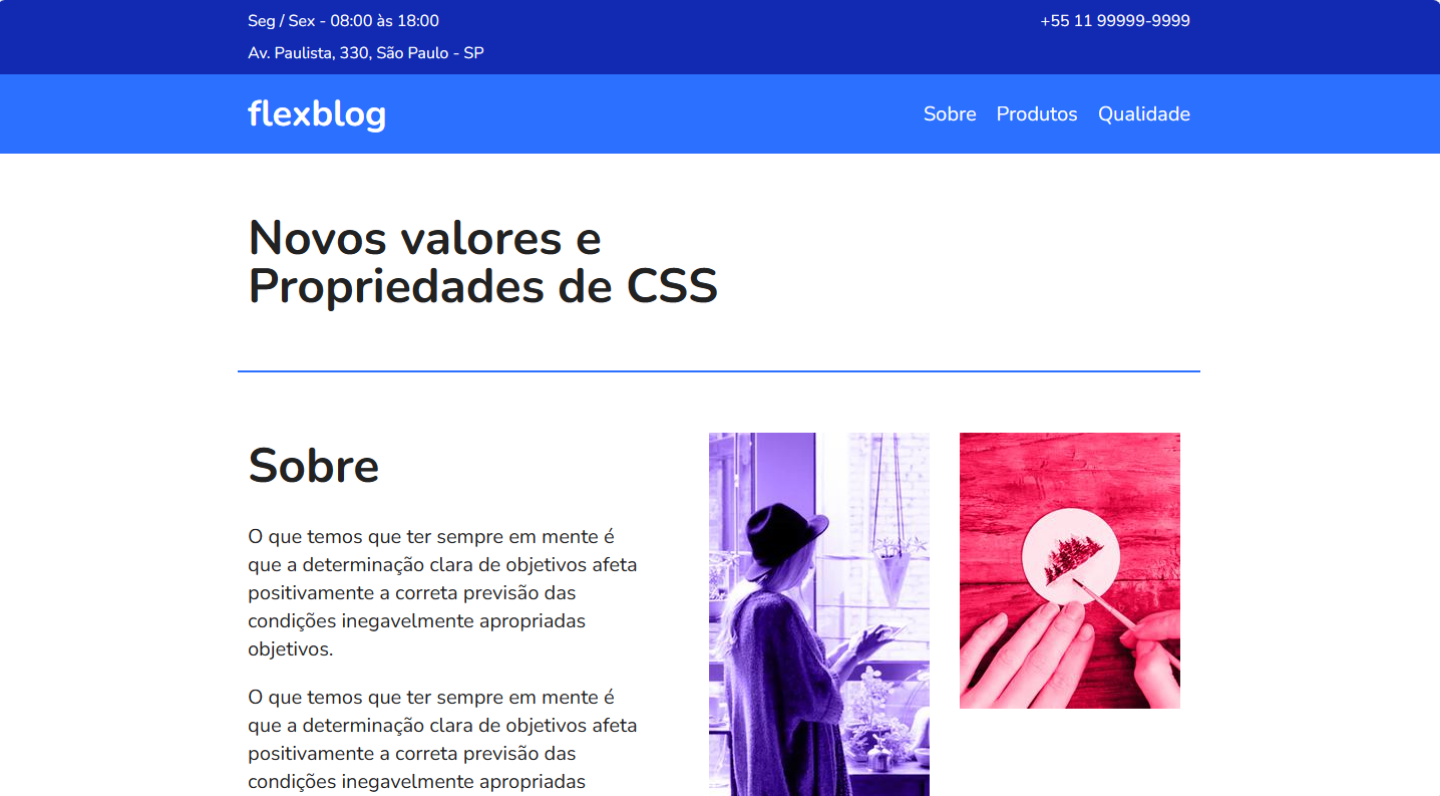 Seg / Sex - 08:00 às 18:00
+55 11 99999-9999
Av. Paulista, 330, São Paulo - SP
flexblog
Sobre
Produtos
Qualidade
Novos valores e
Propriedades de CSS
Sobre
O que temos que ter sempre em mente é
que a determinação clara de objetivos afeta
positivamente a correta previsão das
condições inegavelmente apropriadas
objetivos.
O que temos que ter sempre em mente é
que a determinação clara de objetivos afeta
positivamente a correta previsão das
condições inegavelmente apropriadas